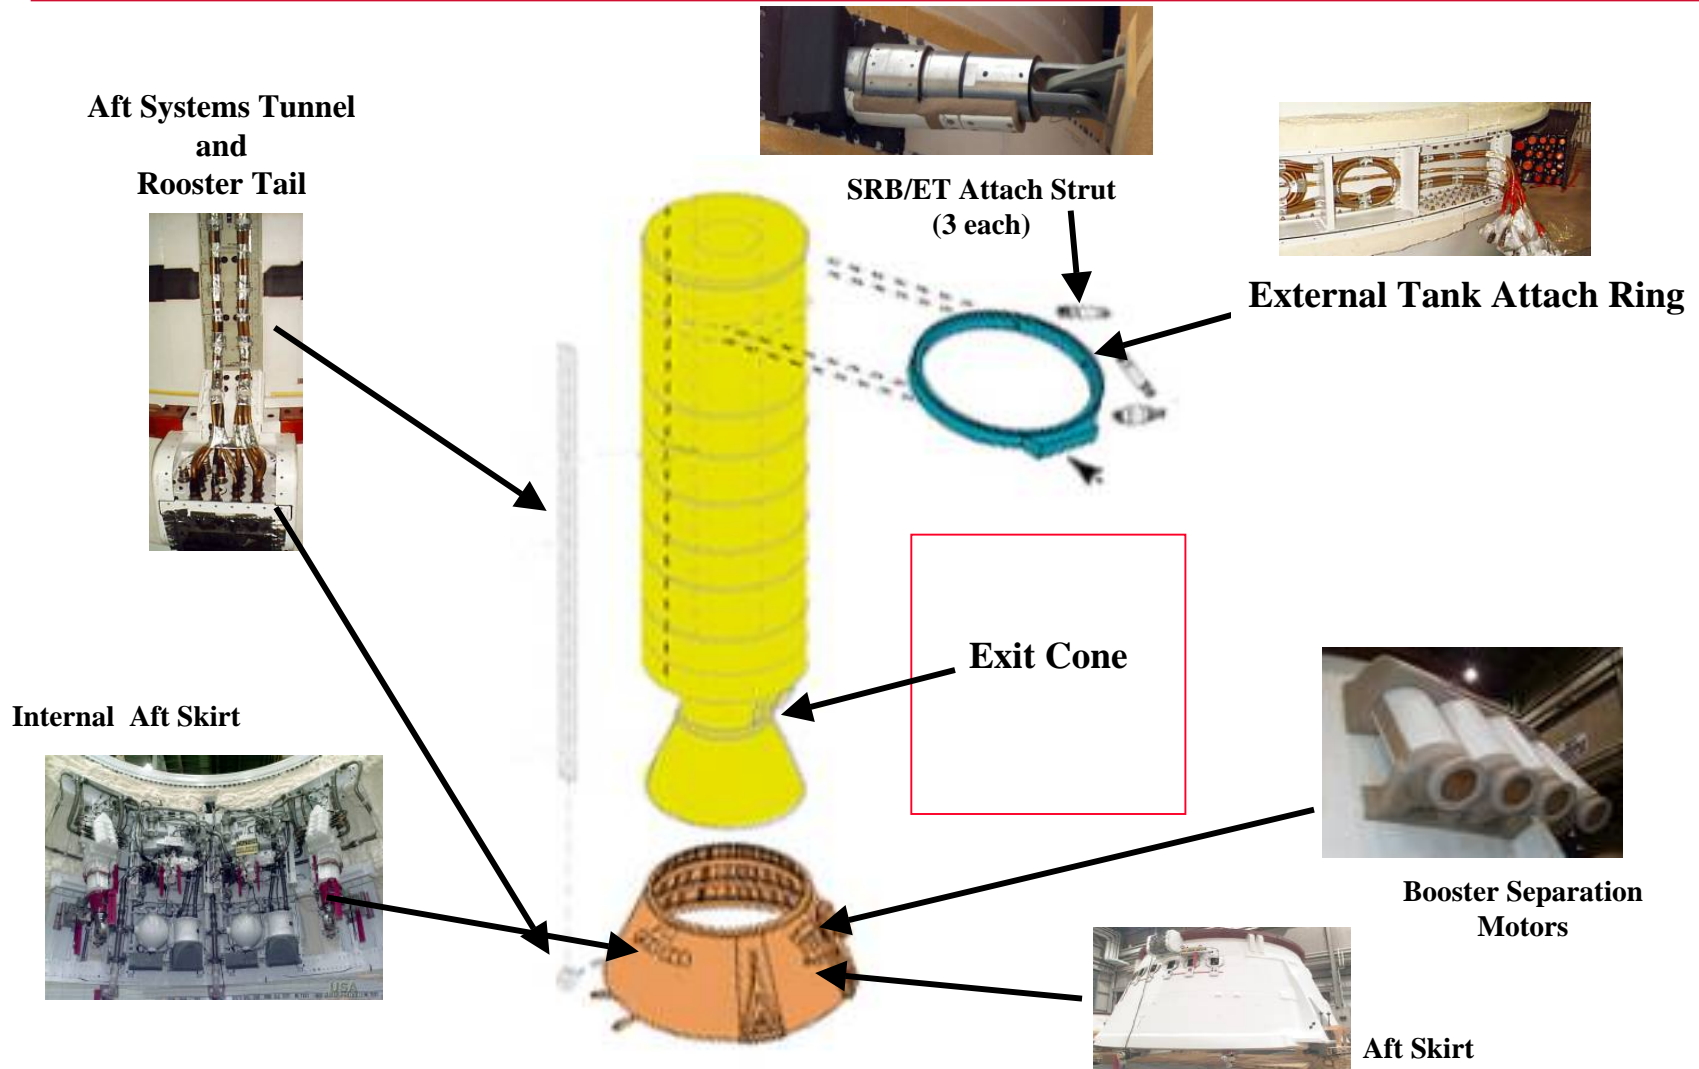 Aft Systems Tunnel
and
Rooster Tail
SRB/ET Attach Strut
(3 each)
External Tank Attach Ring
Exit Cone
Internal Aft Skirt
USA
Booster Separation
Motors
Aft Skirt